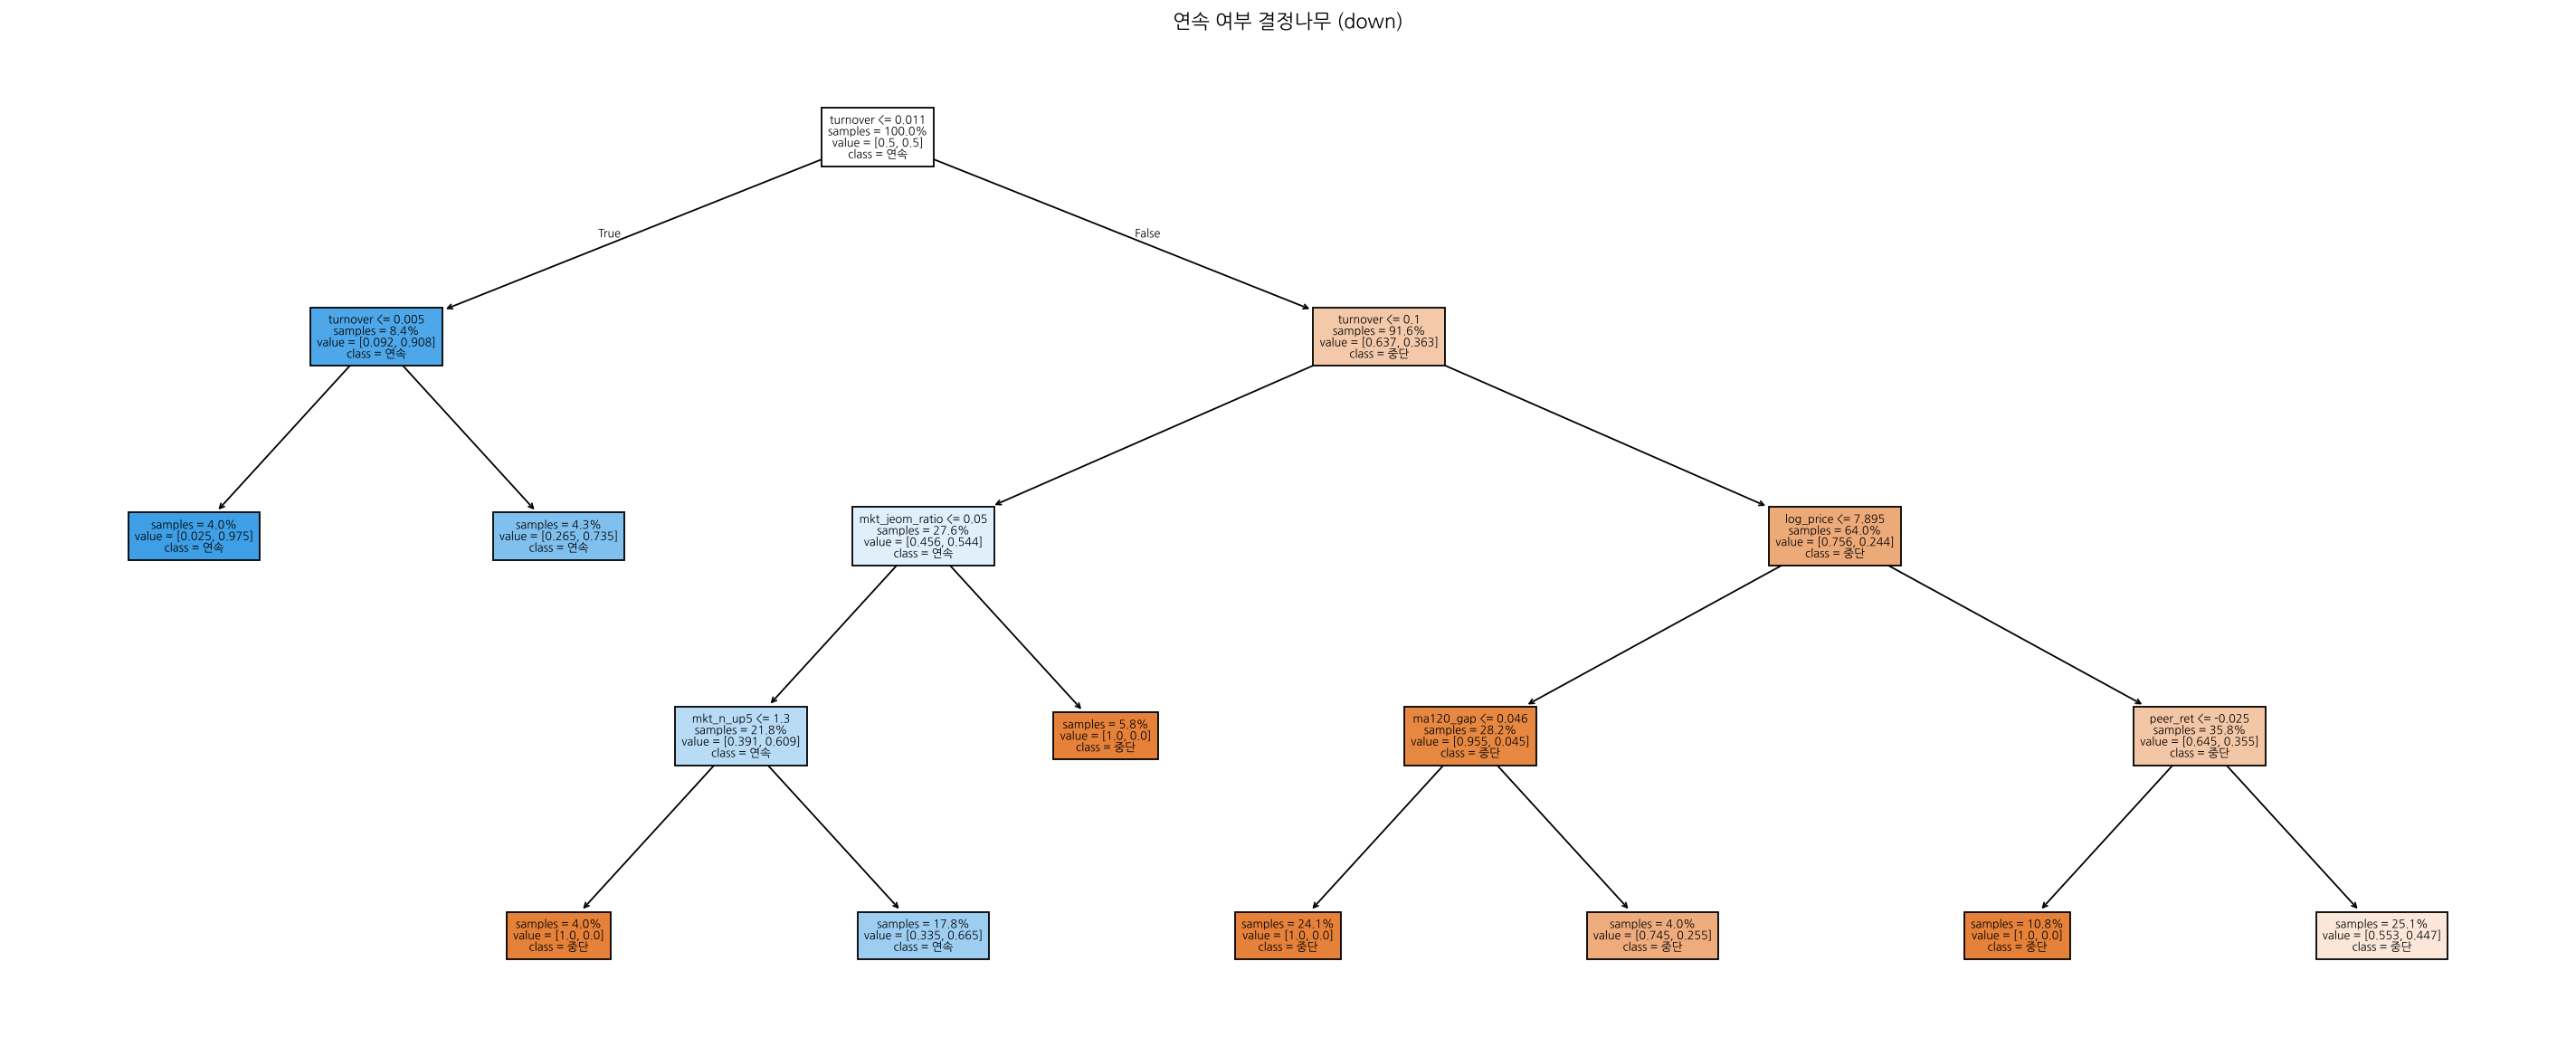 연속 여부 결정나무 (down)
turnover <= 0.011
samples = 100.0%
value = [0.5, 0.5]
class = 연속
True
False
turnover <= 0.005
samples = 8.4%
value = [0.092, 0.908]
class = 연속
turnover <= 0.1
samples = 91.6%
value = [0.637, 0.363]
class = 중단
samples = 4.0%
value = [0.025, 0.975]
class = 연속
samples = 4.3%
value = [0.265, 0.735]
class = 연속
mkt_jeom_ratio <= 0.05
samples = 27.6%
value = [0.456, 0.544]
class = 연속
log_price <= 7.895
samples = 64.0%
value = [0.756, 0.244]
class = 중단
mkt_n_up5 <= 1.3
samples = 21.8%
value = [0.391, 0.609]
class = 연속
samples = 5.8%
value = [1.0, 0.0]
class = 중단
ma120_gap <= 0.046
samples = 28.2%
value = [0.955, 0.045]
class = 중단
peer_ret <= -0.025
samples = 35.8%
value = [0.645, 0.355]
class = 중단
samples = 4.0%
value = [1.0, 0.0]
class = 중단
samples = 17.8%
value = [0.335, 0.665]
class = 연속
samples = 24.1%
value = [1.0, 0.0]
class = 중단
samples = 4.0%
value = [0.745, 0.255]
class = 중단
samples = 10.8%
value = [1.0, 0.0]
class = 중단
samples = 25.1%
value = [0.553, 0.447]
class = 중단